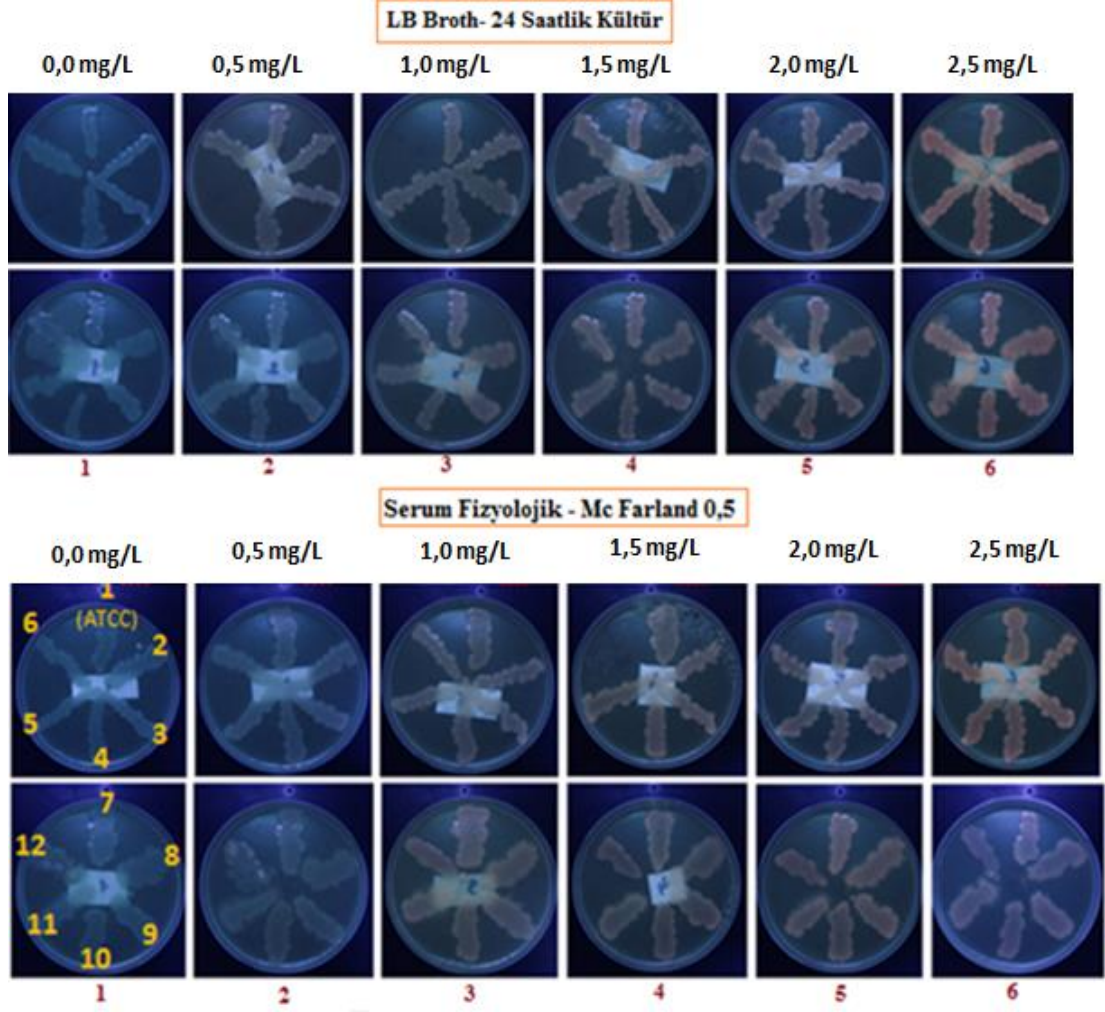 LB Broth- 24 Saatlik Kültür
0,0 mg/L 0,5 mg/L 1,0 mg/L 1,5 mg/L 2,0 mg/L 2,5 mg/L
1 2 3 4 5 6
Serum Fizyolojik - Mc Farland 0,5
0,0 mg/L 0,5 mg/L 1,0 mg/L 1,5 mg/L 2,0 mg/L 2,5 mg/L
1
(ATCC)
6 2
5 3
4
7
12 8
11 9
10
1 2 3 4 5 6